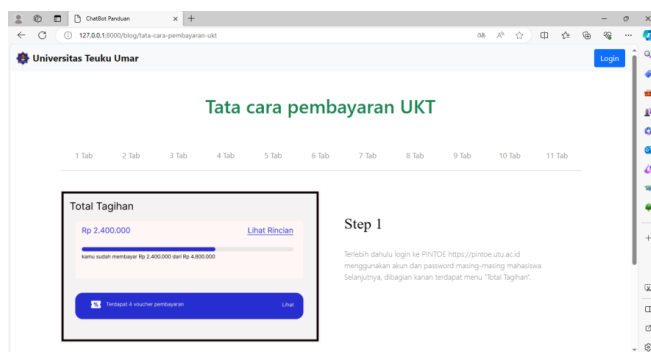 ChatBot Panduan
127.0.0.1:8000/blog/tata-cara-pembayaran-ukt
Universitas Teuku Umar
Login
Tata cara pembayaran UKT
1 Tab 2 Tab 3 Tab 4 Tab 5 Tab 6 Tab 7 Tab 8 Tab 9 Tab 10 Tab 11 Tab
Total Tagihan
Rp 2.400.000 Lihat Rincian
kamu sudah membayar Rp 2.400.000 dari Rp 4.800.000
Terdapat 4 voucher pembayaran Lihat
Step 1
Terlebih dahulu login ke PINTOE https://pintoe.utu.ac.id
menggunakan akun dan password masing-masing mahasiswa.
Selanjutnya, dibagian kanan terdapat menu "Total Tagihan".